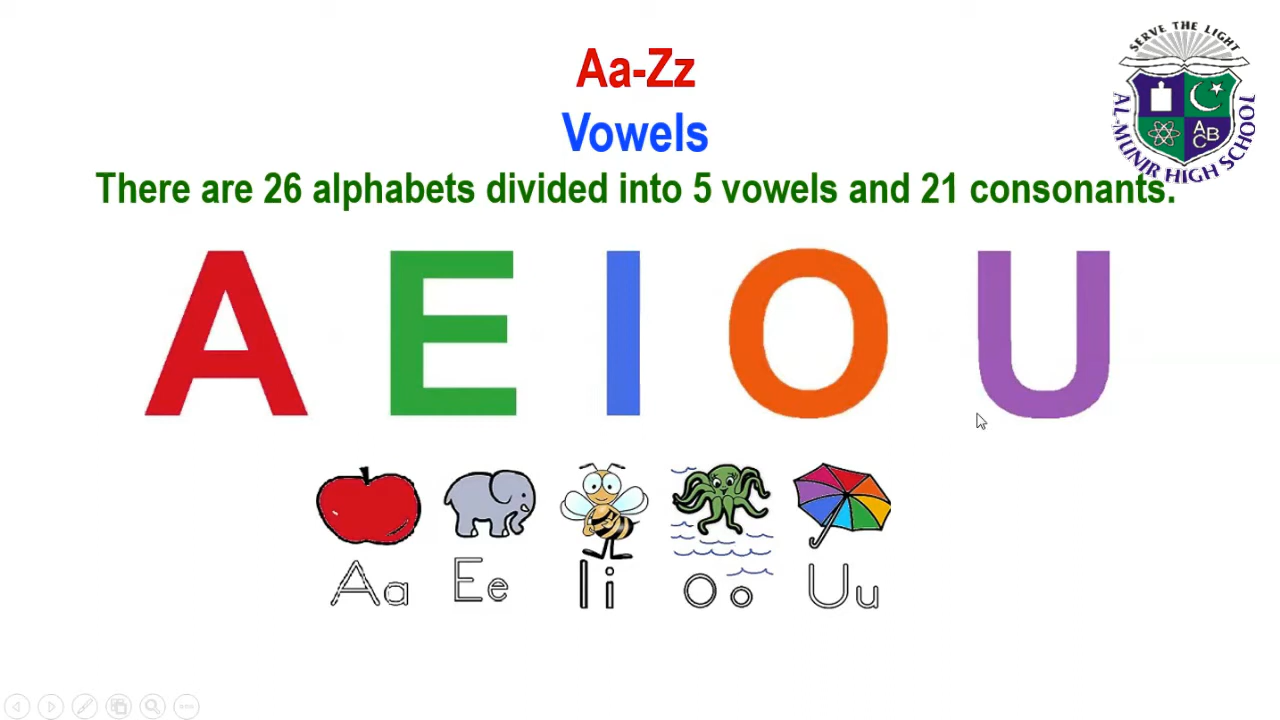 SERVE THE LIGHT
AL-MUNIR HIGH SCHOOL
A
B
C
Aa-Zz
Vowels
There are 26 alphabets divided into 5 vowels and 21 consonants.
A E I O U
Aa Ee Ii Oo Uu